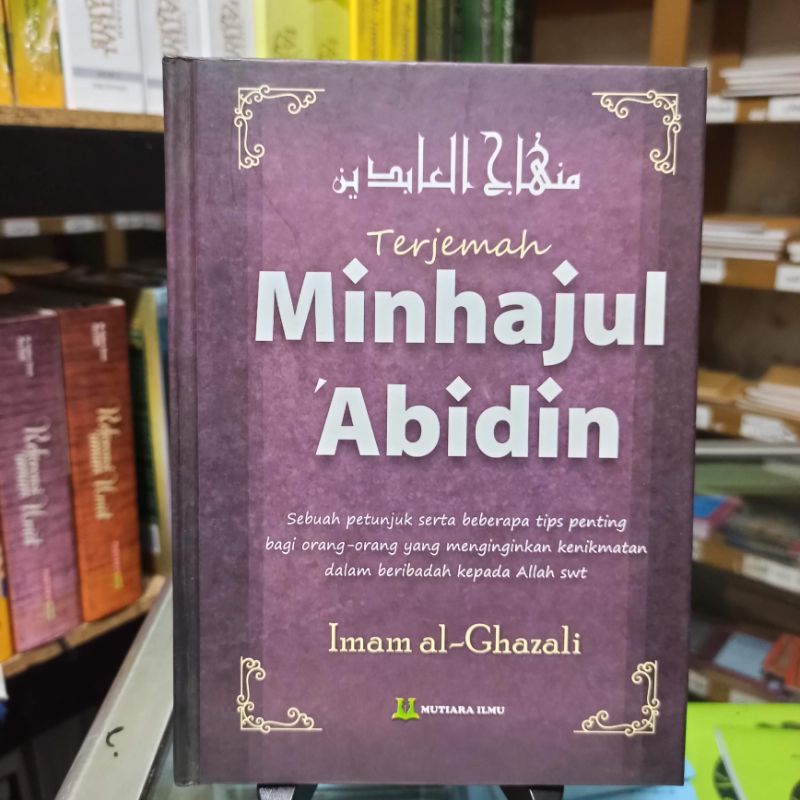 منهاج العابدين
Terjemah
Minhajul
'Abidin
Sebuah petunjuk serta beberapa tips penting
bagi orang-orang yang menginginkan kenikmatan
dalam beribadah kepada Allah swt
Imam al-Ghazali
MUTIARA ILMU